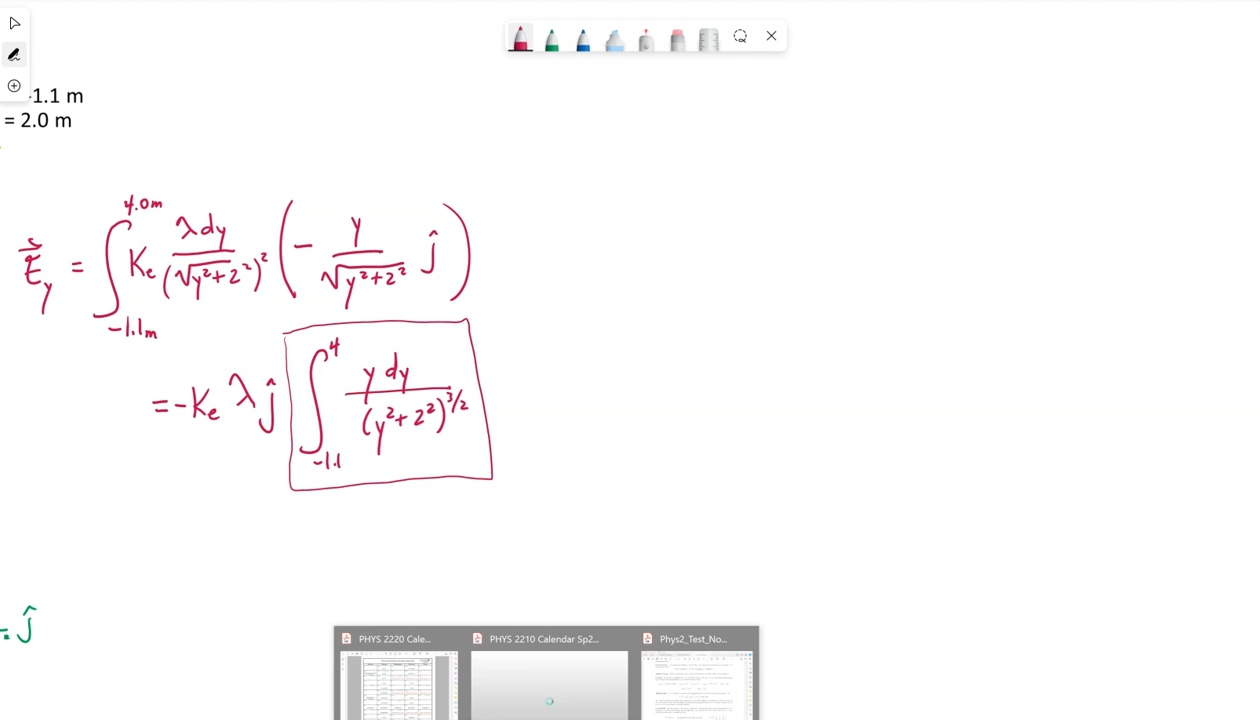 -1.1 m
= 2.0 m
E⃗_y = ∫_{-1.1m}^{4.0m} K_e λdy/(√(y²+2²))² (- y/√(y²+2²) ĵ)
= -K_e λ ĵ ∫_{-1.1}^{4} y dy/(y²+2²)^{3/2}
ĵ
PHYS 2220 Cale... PHYS 2210 Calendar Sp2... Phys2_Test_No...